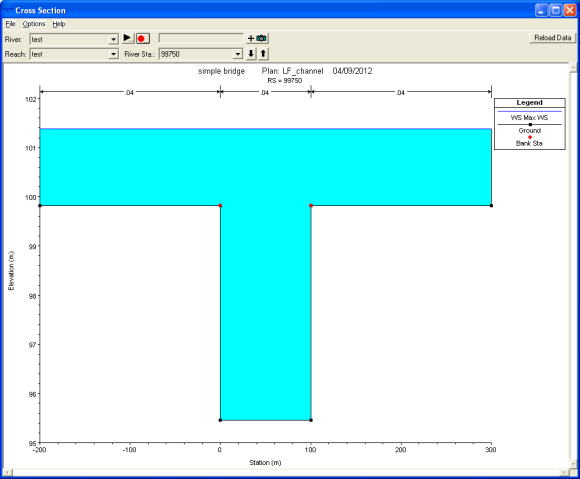 Cross Section
File Options Help
River: test
Reload Data
Reach: test River Sta.: 99750
simple bridge Plan: LF_channel 04/09/2012
RS = 99750
.04 .04 .04
Legend
WS Max WS
Ground
Bank Sta
102
101
100
99
98
97
96
95
Elevation (m)
-200 -100 0 100 200 300
Station (m)